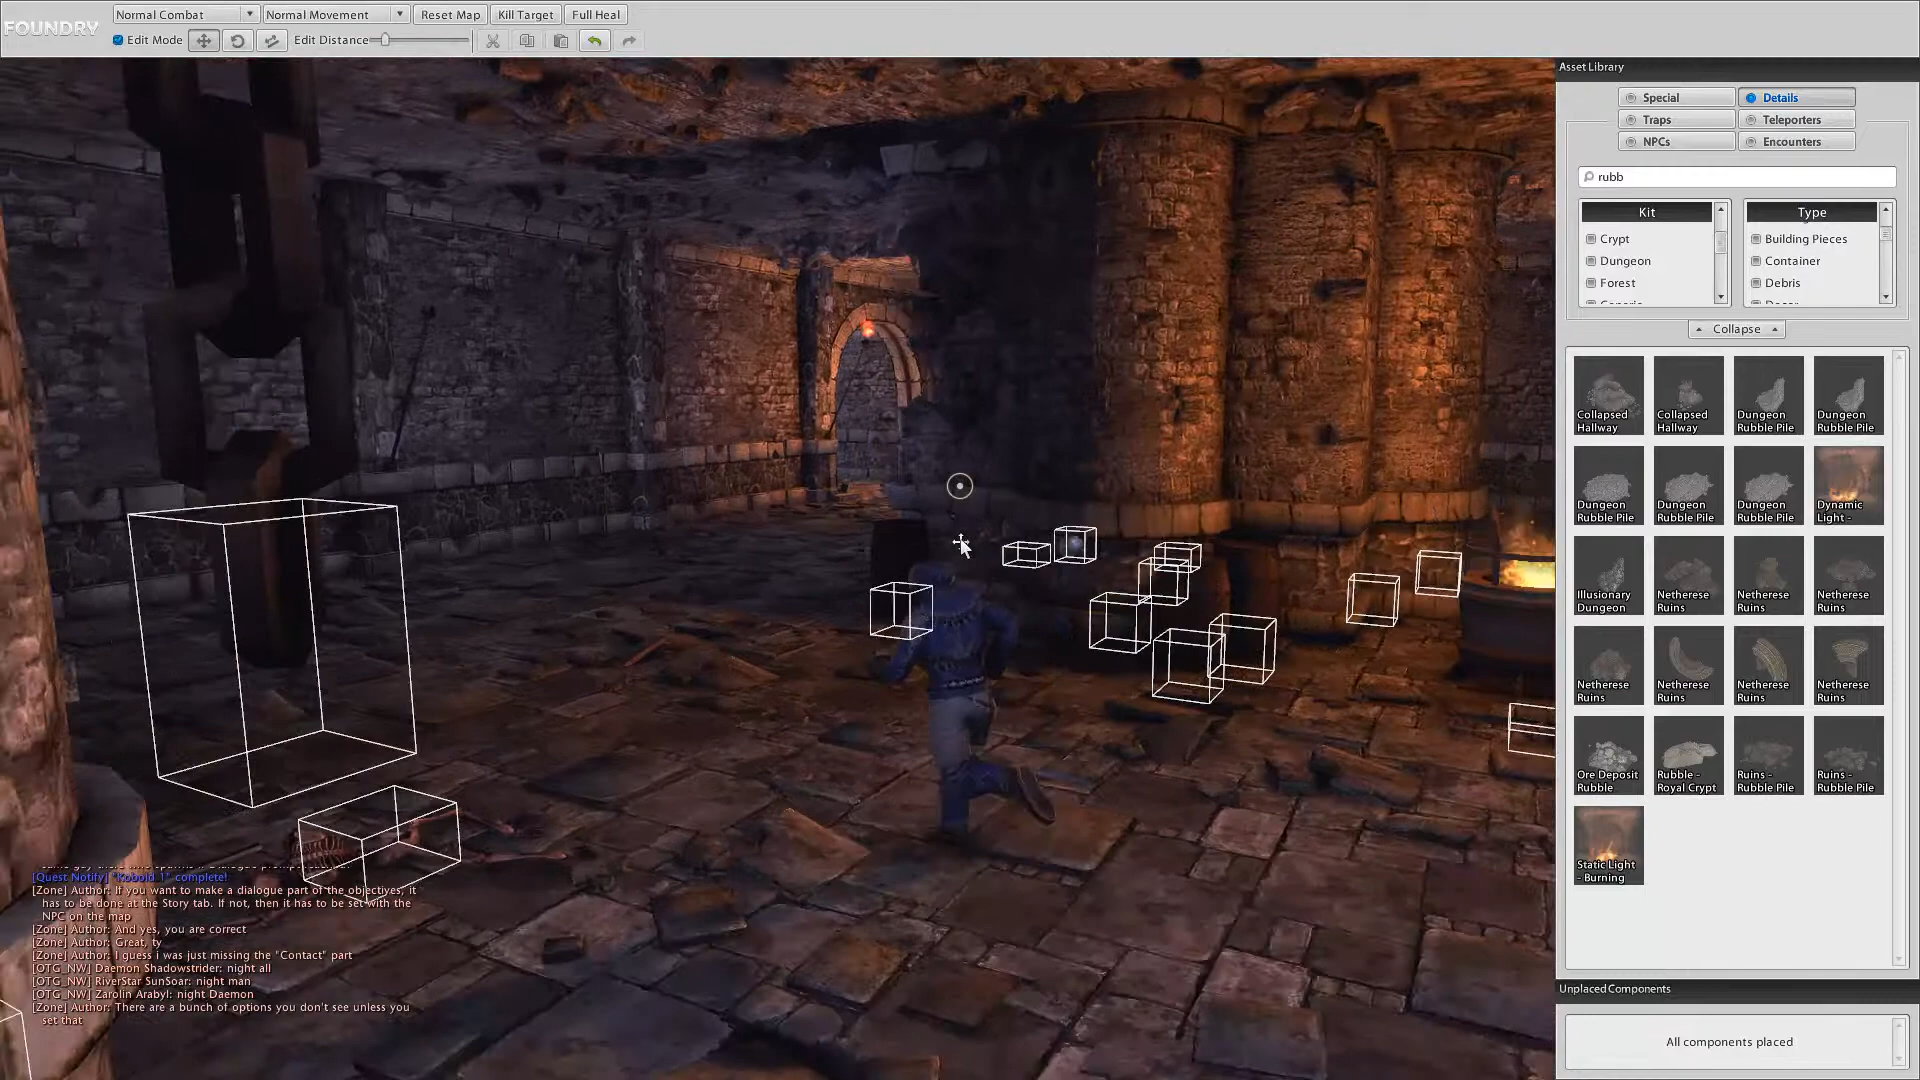 FOUNDRY
Normal Combat
Normal Movement
Reset Map
Kill Target
Full Heal
Edit Mode
Edit Distance
Asset Library
Special
Details
Traps
Teleporters
NPCs
Encounters
rubb
Kit
Type
Crypt
Building Pieces
Dungeon
Container
Forest
Debris
Collapse
Collapsed Hallway
Collapsed Hallway
Dungeon Rubble Pile
Dungeon Rubble Pile
Dungeon Rubble Pile
Dungeon Rubble Pile
Dungeon Rubble Pile
Dynamic Light -
Illusionary Dungeon
Netherese Ruins
Netherese Ruins
Netherese Ruins
Netherese Ruins
Netherese Ruins
Netherese Ruins
Netherese Ruins
Ore Deposit Rubble
Rubble - Royal Crypt
Ruins - Rubble Pile
Ruins - Rubble Pile
Static Light - Burning
Unplaced Components
All components placed
[Quest Notify] "Kobold 1" complete!
[Zone] Author: If you want to make a dialogue part of the objectives, it
has to be done at the Story tab. If not, then it has to be set with the
NPC on the map
[Zone] Author: And yes, you are correct
[Zone] Author: Great, ty
[Zone] Author: I guess i was just missing the "Contact" part
[OTG_NW] Daemon Shadowstrider: night all
[OTG_NW] RiverStar SunSoar: night man
[OTG_NW] Zarolin Arabyl: night Daemon
[Zone] Author: There are a bunch of options you don't see unless you
set that